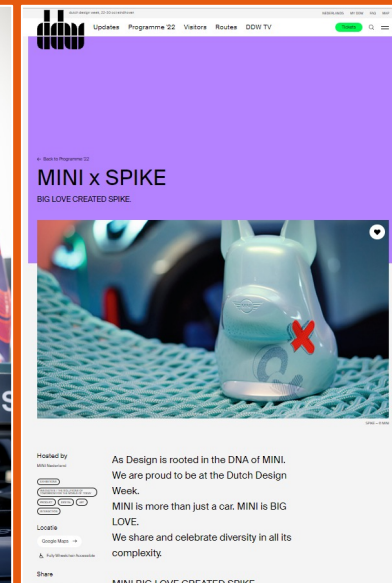 ddw
Updates Programme '22 Visitors Routes DDW TV
Tickets
← Back to Programme '22
MINI x SPIKE
BIG LOVE CREATED SPIKE.
Hosted by
MINI Nederland
Locatie
Google Maps →
Fully Wheelchair Accessible
Share
As Design is rooted in the DNA of MINI.
We are proud to be at the Dutch Design
Week.
MINI is more than just a car. MINI is BIG
LOVE.
We share and celebrate diversity in all its
complexity.
MINI BIG LOVE CREATED SPIKE